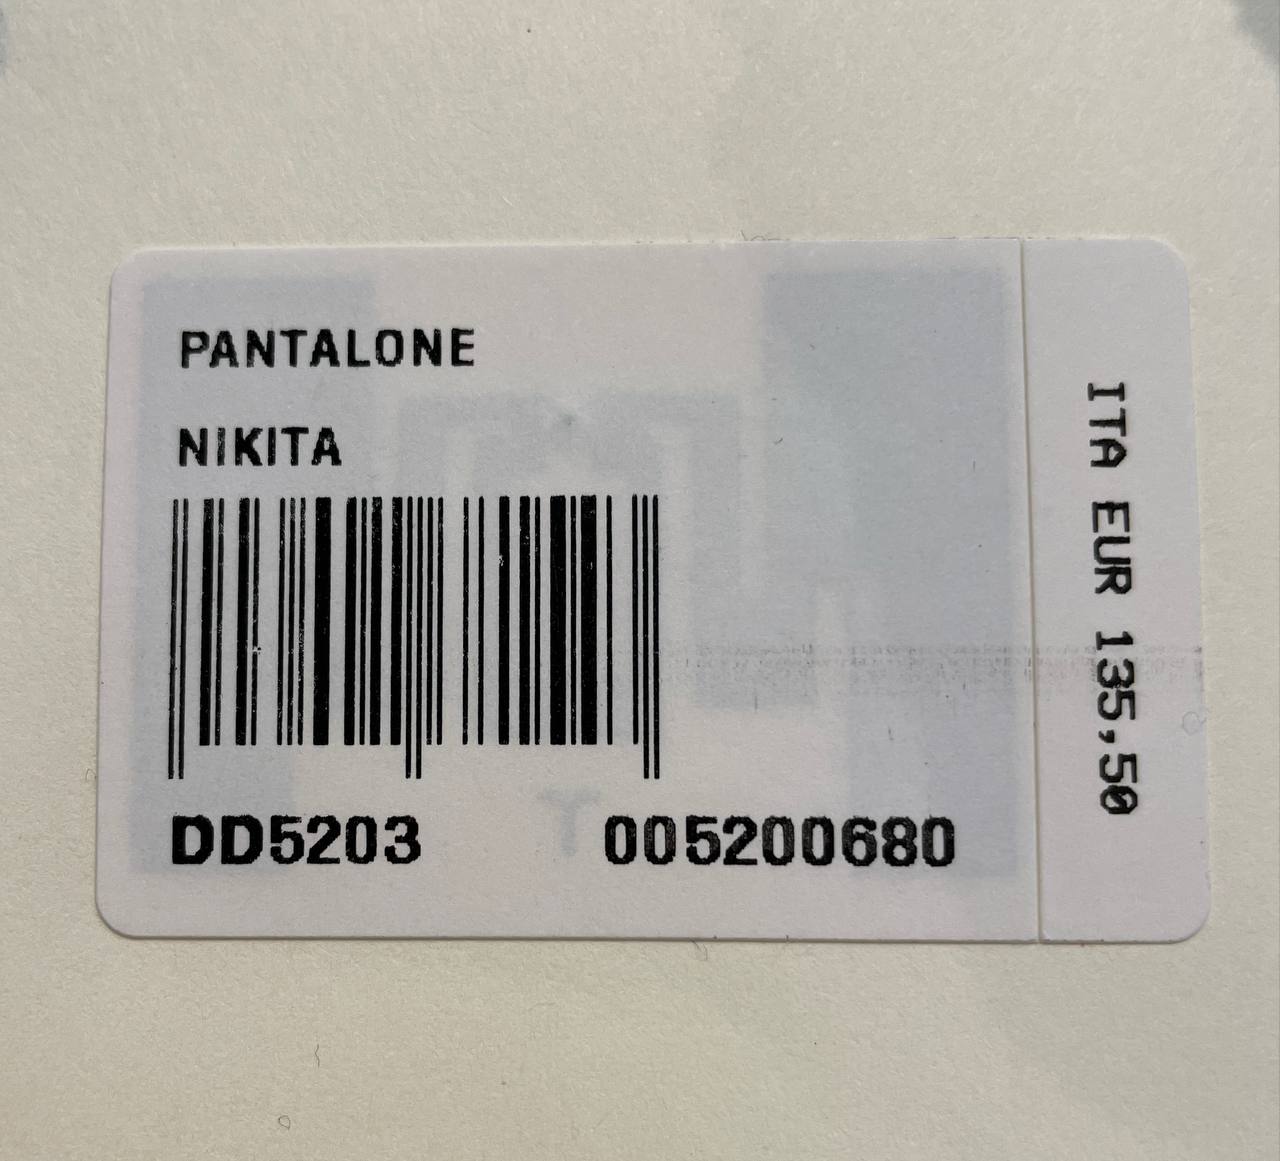 PANTALONE
NIKITA
DD5203 005200680
ITA EUR 135,50